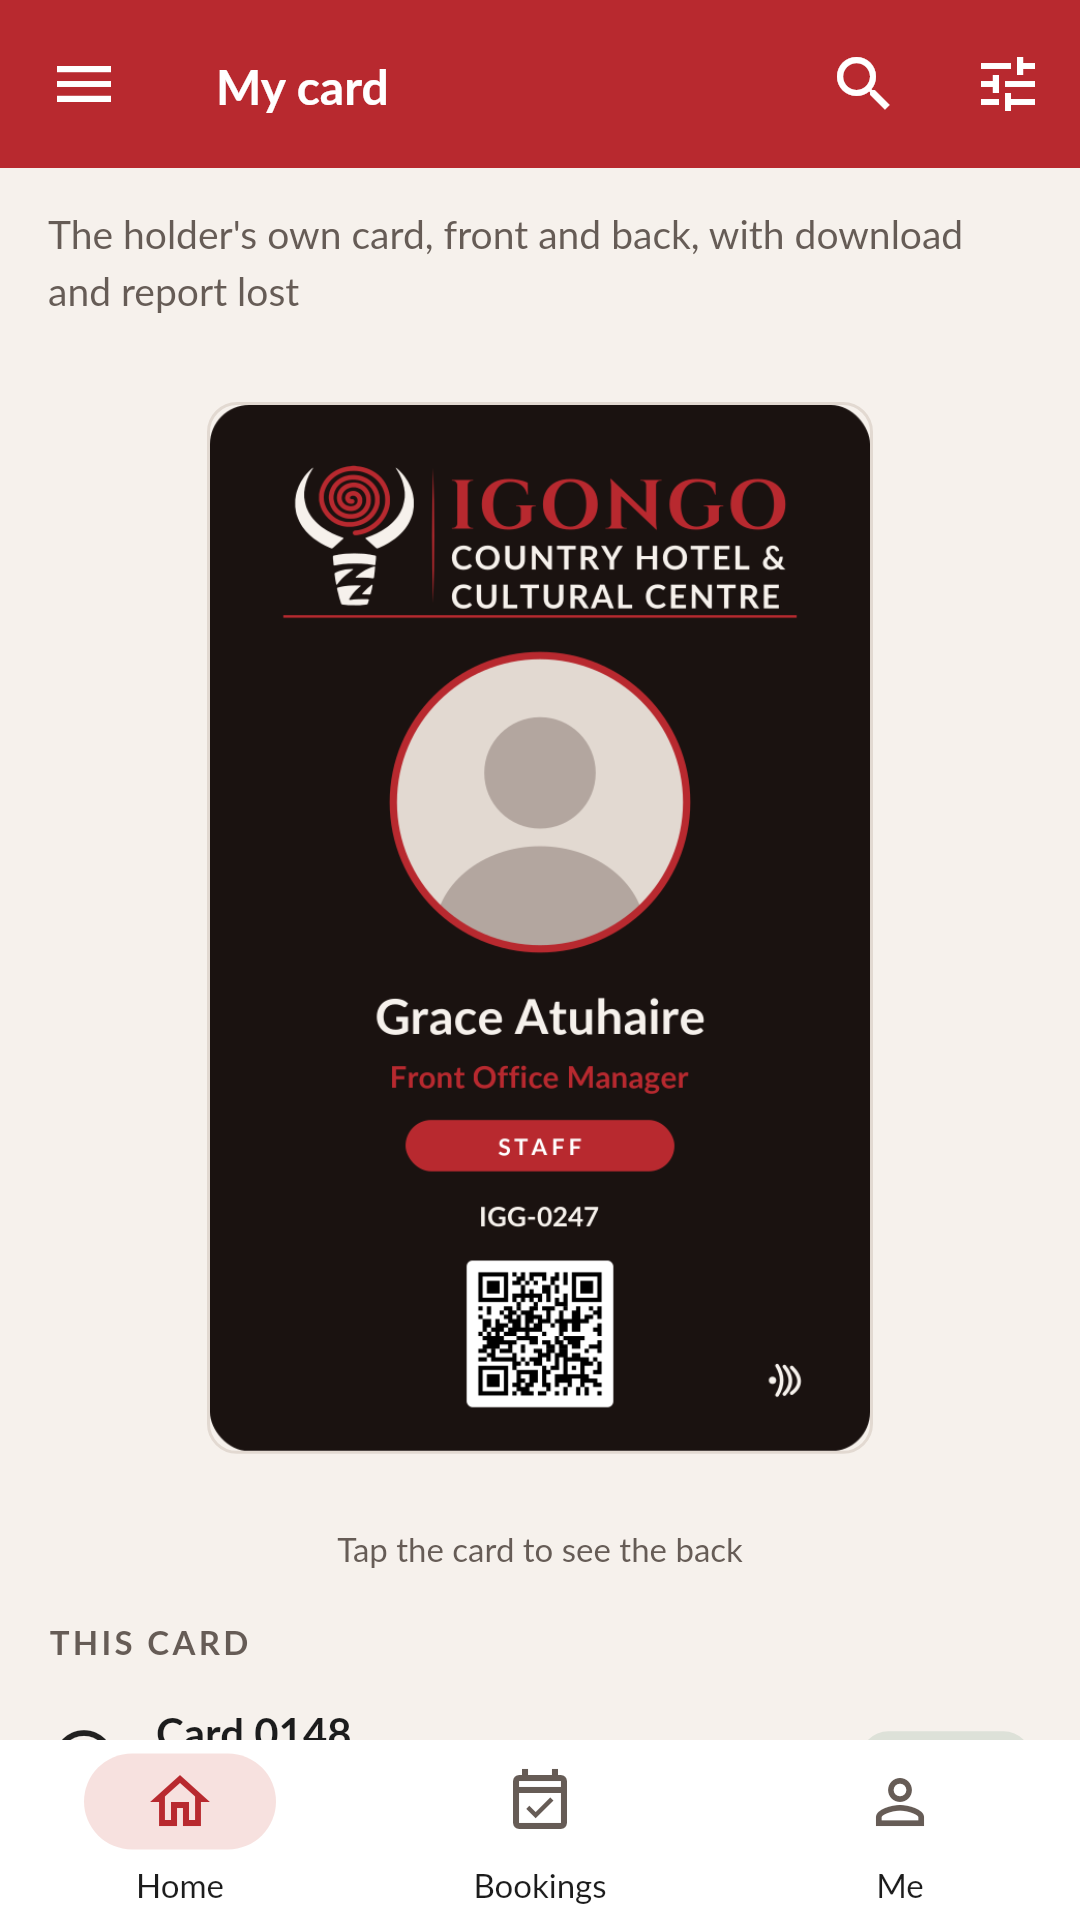 My card
The holder's own card, front and back, with download
and report lost
IGONGO
COUNTRY HOTEL &
CULTURAL CENTRE
Grace Atuhaire
Front Office Manager
STAFF
IGG-0247
Tap the card to see the back
THIS CARD
Card 0148
Home
Bookings
Me